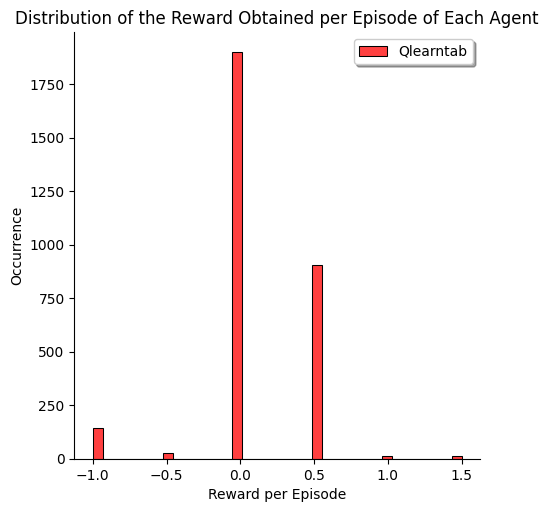 Distribution of the Reward Obtained per Episode of Each Agent
Qlearntab
Occurrence
1750
1500
1250
1000
750
500
250
0
−1.0 −0.5 0.0 0.5 1.0 1.5
Reward per Episode